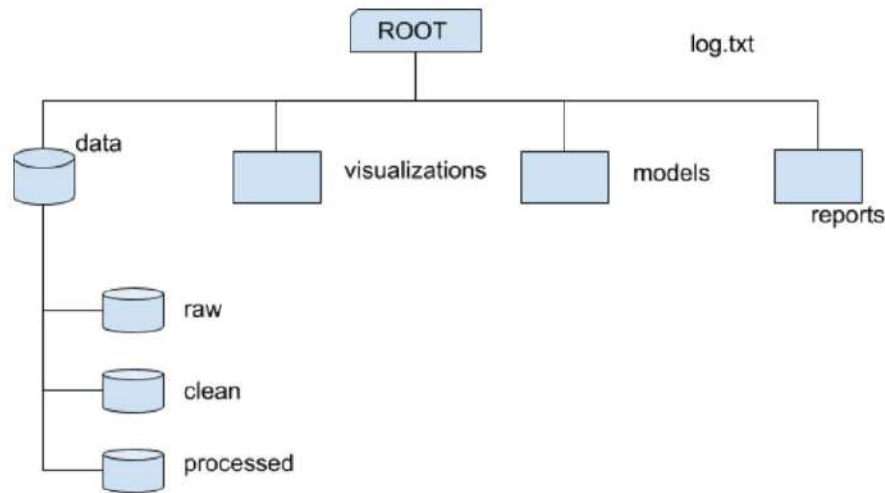 ROOT
log.txt
data
visualizations
models
reports
raw
clean
processed